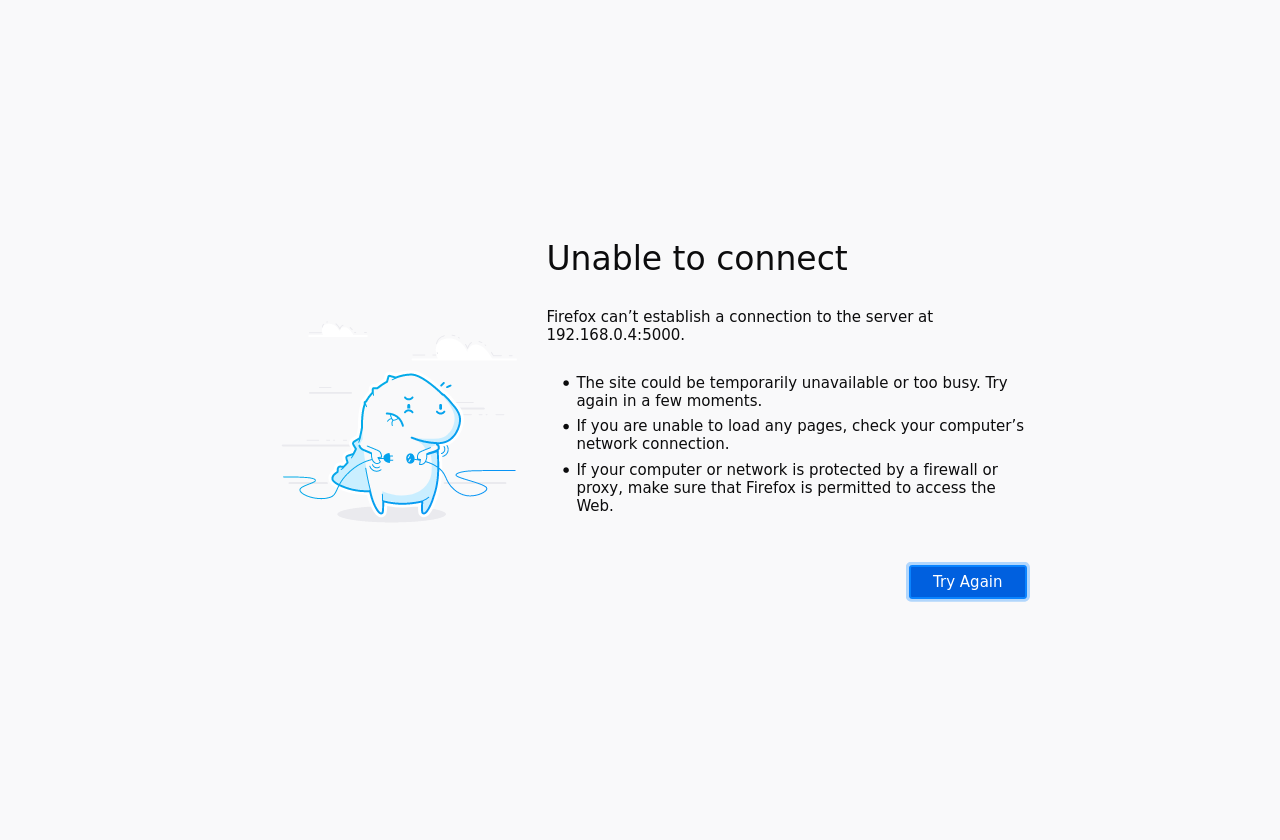 Unable to connect
Firefox can’t establish a connection to the server at
192.168.0.4:5000.
• The site could be temporarily unavailable or too busy. Try
again in a few moments.
• If you are unable to load any pages, check your computer’s
network connection.
• If your computer or network is protected by a firewall or
proxy, make sure that Firefox is permitted to access the
Web.
Try Again